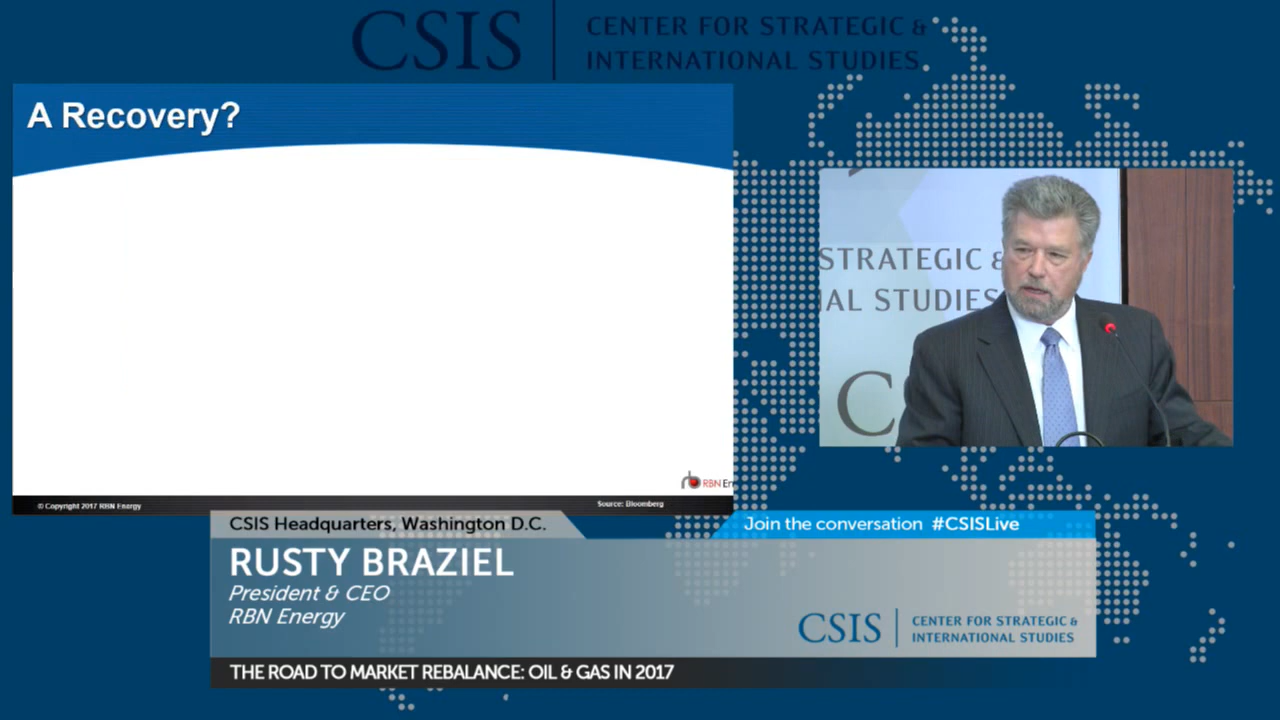 CSIS
CENTER FOR STRATEGIC &
INTERNATIONAL STUDIES
A Recovery?
STRATEGIC &
AL STUDIES
C
RBN En
© Copyright 2017 RBN Energy
Source: Bloomberg
CSIS Headquarters, Washington D.C.
Join the conversation #CSISLive
RUSTY BRAZIEL
President & CEO
RBN Energy
CSIS
CENTER FOR STRATEGIC &
INTERNATIONAL STUDIES
THE ROAD TO MARKET REBALANCE: OIL & GAS IN 2017